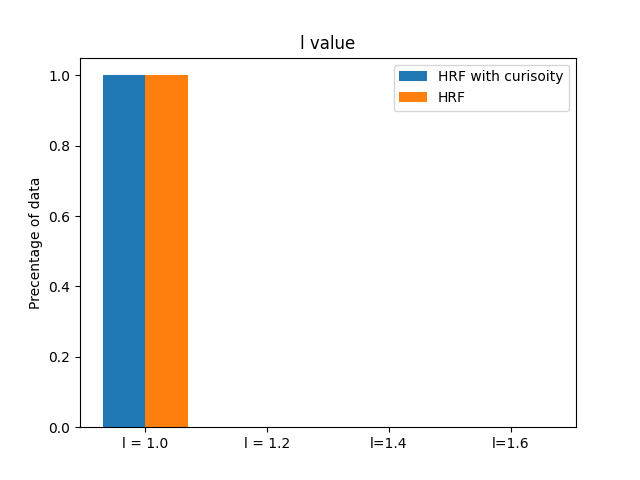 l value
HRF with curisoity
HRF
Precentage of data
1.0
0.8
0.6
0.4
0.2
0.0
l = 1.0
l = 1.2
l=1.4
l=1.6